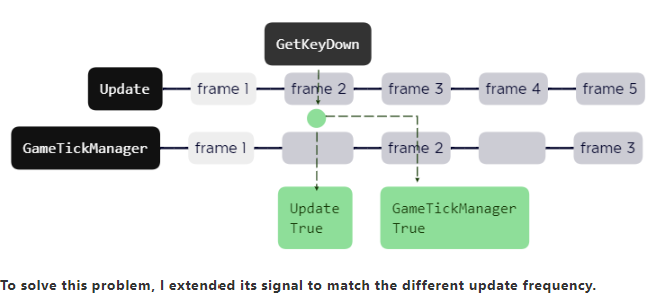 GetKeyDown
Update
frame 1
frame 2
frame 3
frame 4
frame 5
GameTickManager
frame 1
frame 2
frame 3
Update
True
GameTickManager
True
To solve this problem, I extended its signal to match the different update frequency.